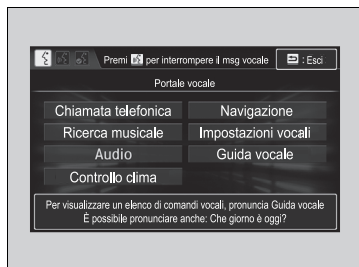 Premi per interrompere il msg vocale : Esci
Portale vocale
Chiamata telefonica Navigazione
Ricerca musicale Impostazioni vocali
Audio Guida vocale
Controllo clima
Per visualizzare un elenco di comandi vocali, pronuncia Guida vocale
É possibile pronunciare anche: Che giorno è oggi?